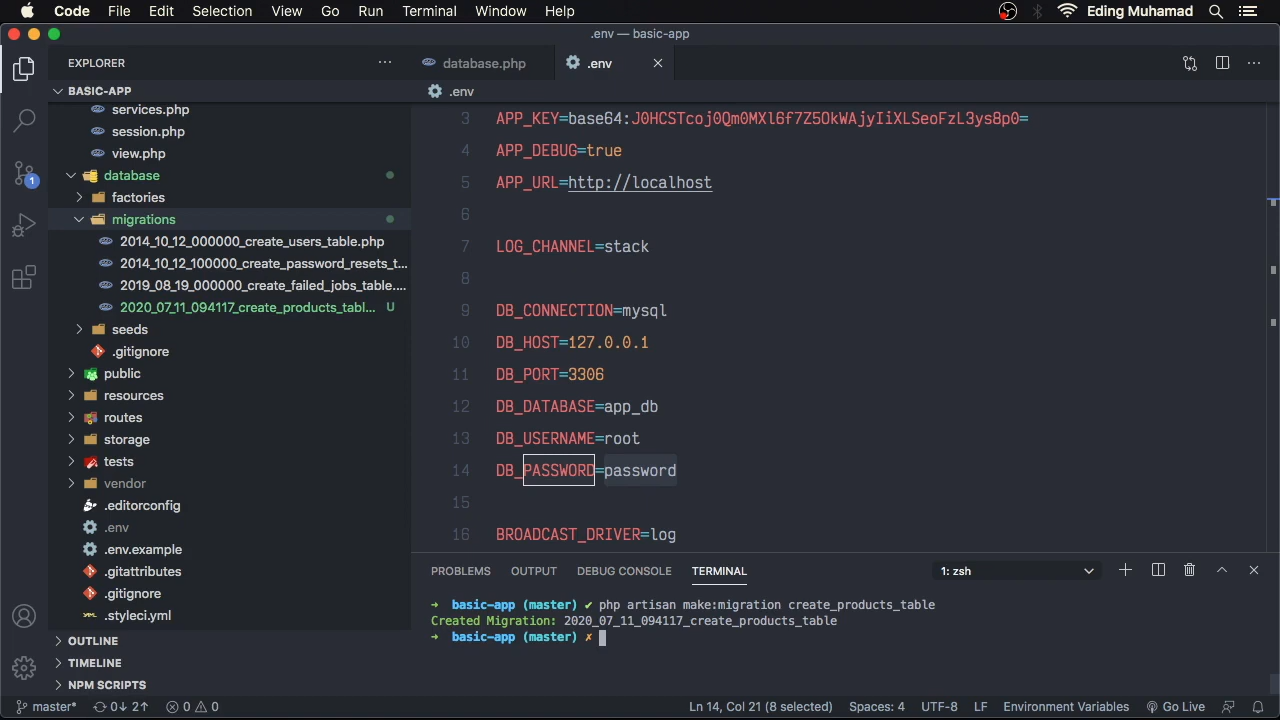 Code File Edit Selection View Go Run Terminal Window Help Eding Muhamad
.env — basic-app
EXPLORER
database.php
.env
BASIC-APP
.env
services.php
session.php
view.php
database
factories
migrations
2014_10_12_000000_create_users_table.php
2014_10_12_100000_create_password_resets_t...
2019_08_19_000000_create_failed_jobs_table....
2020_07_11_094117_create_products_tabl... U
seeds
.gitignore
public
resources
routes
storage
tests
vendor
.editorconfig
.env
.env.example
.gitattributes
.gitignore
.styleci.yml
OUTLINE
TIMELINE
NPM SCRIPTS
1
3 APP_KEY=base64:J0HCSTcoj0Qm0MXl6f7Z5OkWAjyIiXLSeoFzL3ys8p0=
4 APP_DEBUG=true
5 APP_URL=http://localhost
6
7 LOG_CHANNEL=stack
8
9 DB_CONNECTION=mysql
10 DB_HOST=127.0.0.1
11 DB_PORT=3306
12 DB_DATABASE=app_db
13 DB_USERNAME=root
14 DB_PASSWORD=password
15
16 BROADCAST_DRIVER=log
PROBLEMS OUTPUT DEBUG CONSOLE TERMINAL 1: zsh
➜ basic-app (master) ✔ php artisan make:migration create_products_table
Created Migration: 2020_07_11_094117_create_products_table
➜ basic-app (master) ✗
master* 0↓ 2↑ 0 0 Ln 14, Col 21 (8 selected) Spaces: 4 UTF-8 LF Environment Variables Go Live